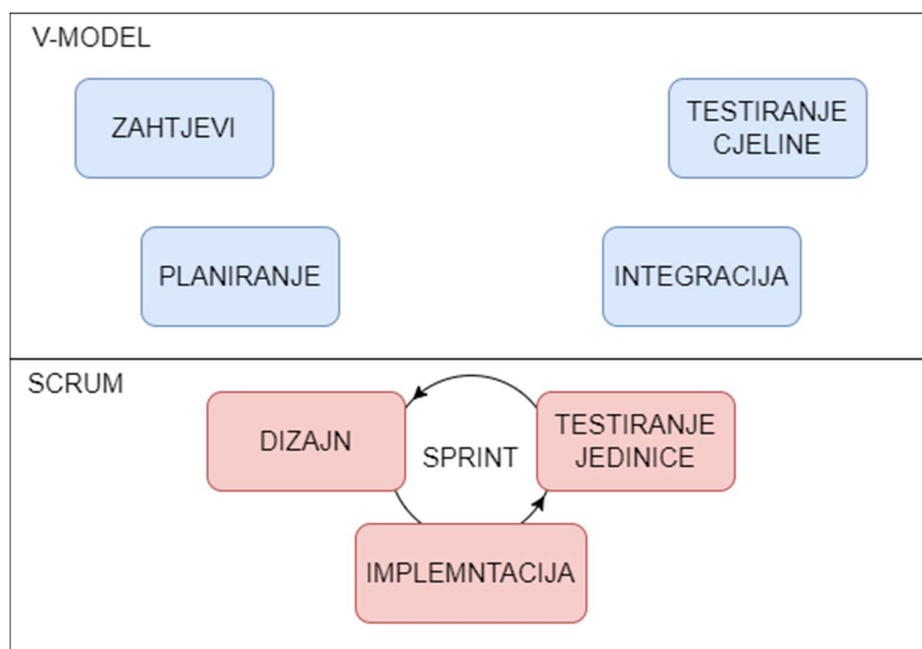 V-MODEL
ZAHTJEVI
TESTIRANJE
CJELINE
PLANIRANJE
INTEGRACIJA
SCRUM
DIZAJN
SPRINT
TESTIRANJE
JEDINICE
IMPLEMNTACIJA